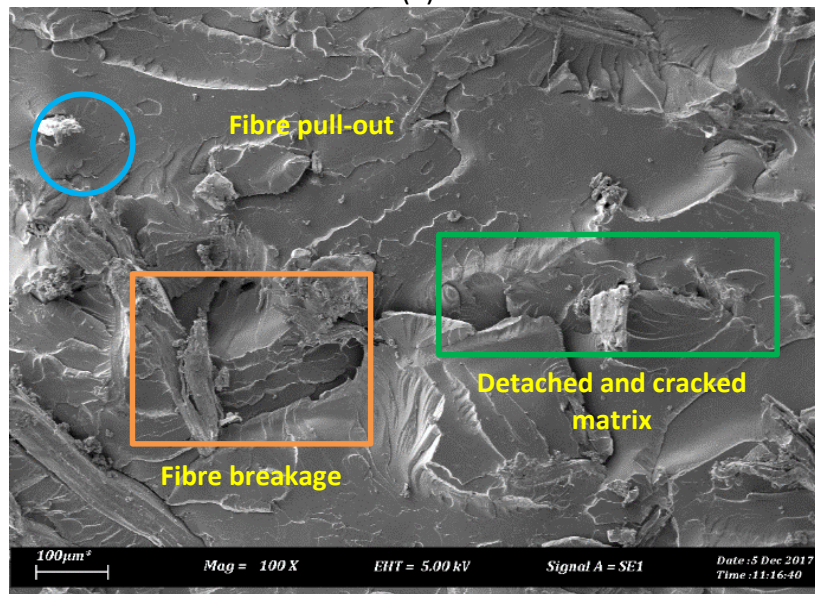 Fibre pull-out
Detached and cracked
matrix
Fibre breakage
100µm*
Mag = 100 X
EHT = 5.00 kV
Signal A = SE1
Date :5 Dec 2017
Time :11:16:40